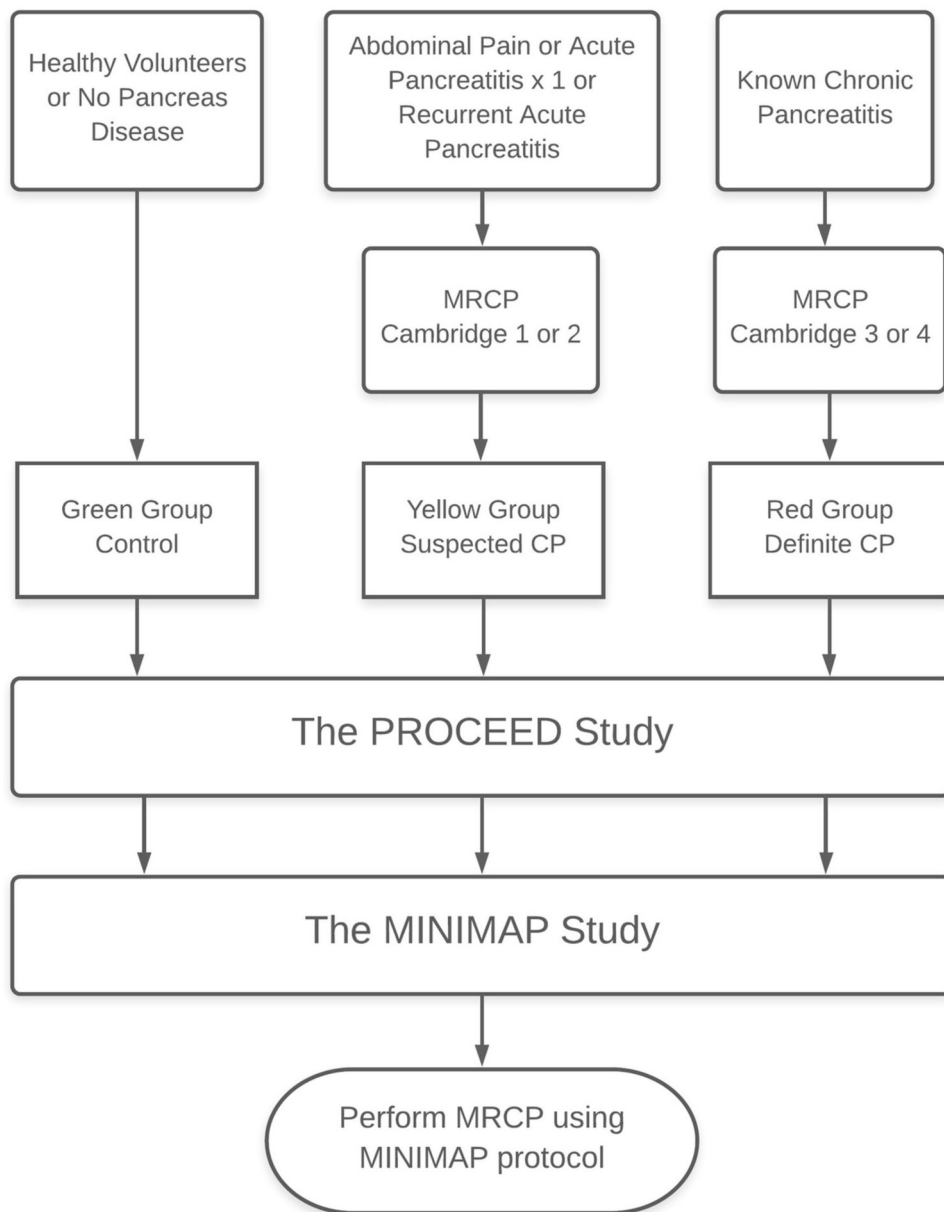 Healthy Volunteers
or No Pancreas
Disease
Abdominal Pain or Acute
Pancreatitis x 1 or
Recurrent Acute
Pancreatitis
Known Chronic
Pancreatitis
MRCP
Cambridge 1 or 2
MRCP
Cambridge 3 or 4
Green Group
Control
Yellow Group
Suspected CP
Red Group
Definite CP
The PROCEED Study
The MINIMAP Study
Perform MRCP using
MINIMAP protocol